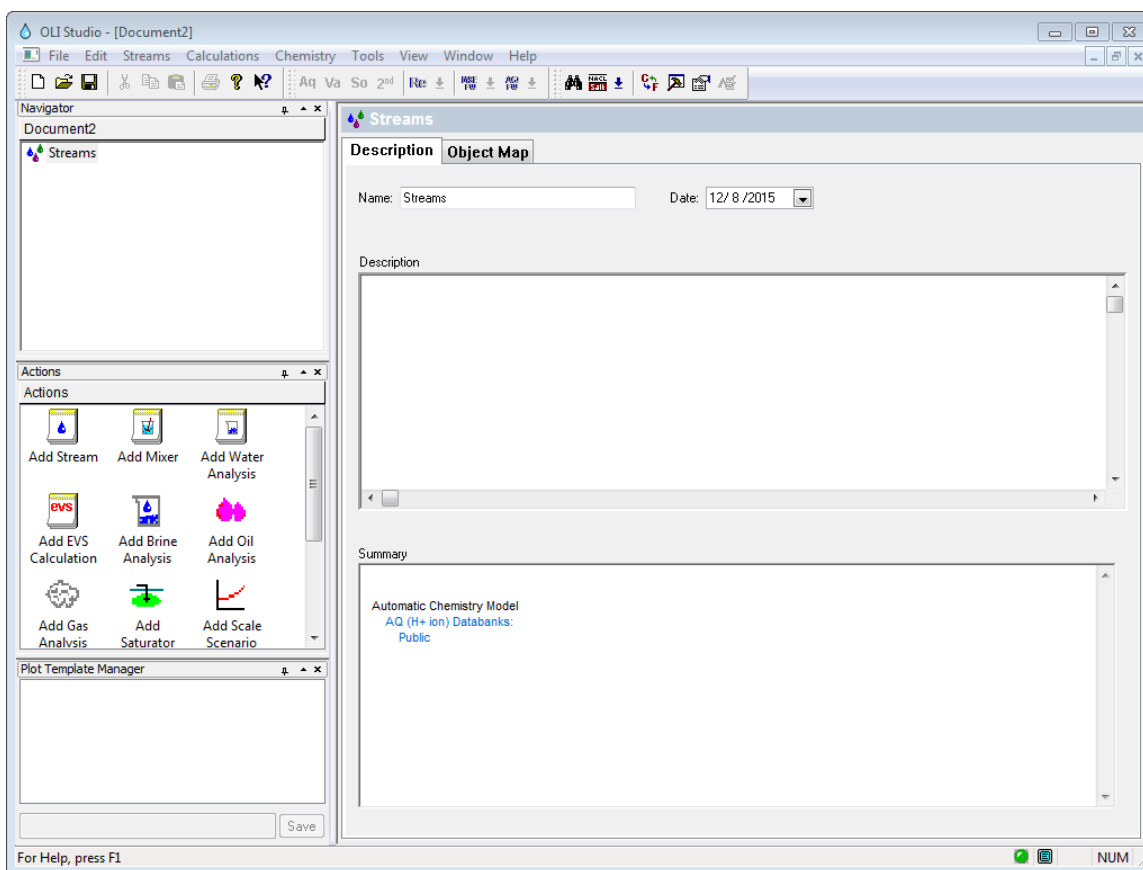 OLI Studio - [Document2]
File Edit Streams Calculations Chemistry Tools View Window Help
Aq Va So 2nd
Navigator
Document2
Streams
Actions
Actions
Add Stream
Add Mixer
Add Water
Analysis
evs
Add EVS
Calculation
Add Brine
Analysis
Add Oil
Analysis
Add Gas
Analysis
Add
Saturator
Add Scale
Scenario
Plot Template Manager
Save
Streams
Description
Object Map
Name: Streams
Date: 12/ 8 /2015
Description
Summary
Automatic Chemistry Model
AQ (H+ ion) Databanks:
Public
For Help, press F1
NUM